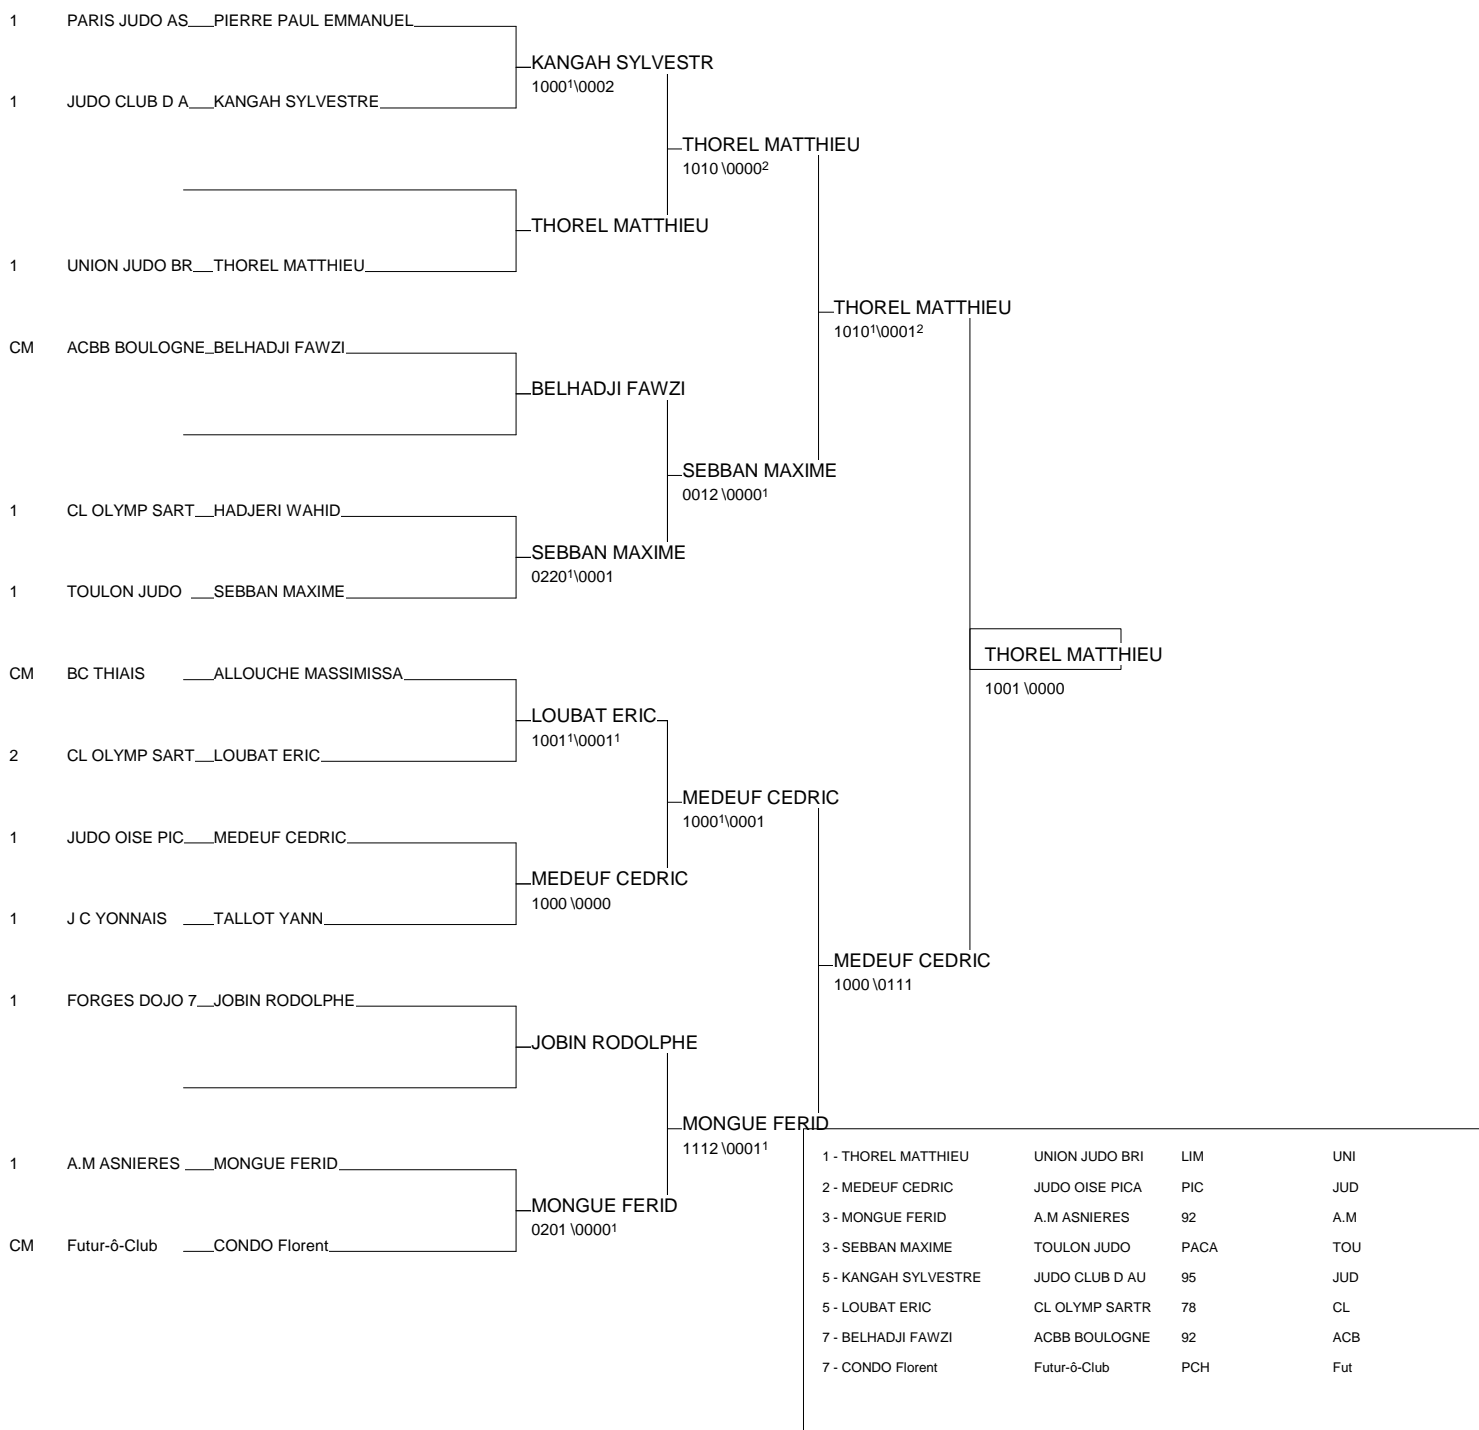 1 PARIS JUDO AS PIERRE PAUL EMMANUEL
KANGAH SYLVESTR
1000¹\0002
1 JUDO CLUB D A KANGAH SYLVESTRE
THOREL MATTHIEU
1010 \0000²
THOREL MATTHIEU
1 UNION JUDO BR THOREL MATTHIEU
THOREL MATTHIEU
1010¹\0001²
CM ACBB BOULOGNE BELHADJI FAWZI
BELHADJI FAWZI
SEBBAN MAXIME
0012 \0000¹
1 CL OLYMP SART HADJERI WAHID
SEBBAN MAXIME
0220¹\0001
1 TOULON JUDO SEBBAN MAXIME
THOREL MATTHIEU
1001 \0000
CM BC THIAIS ALLOUCHE MASSIMISSA
LOUBAT ERIC
1001¹\0001¹
2 CL OLYMP SART LOUBAT ERIC
MEDEUF CEDRIC
1000¹\0001
1 JUDO OISE PIC MEDEUF CEDRIC
MEDEUF CEDRIC
1000 \0000
1 J C YONNAIS TALLOT YANN
MEDEUF CEDRIC
1000 \0111
1 FORGES DOJO 7 JOBIN RODOLPHE
JOBIN RODOLPHE
MONGUE FERID
1112 \0001¹
1 A.M ASNIERES MONGUE FERID
MONGUE FERID
0201 \0000¹
CM Futur-ô-Club CONDO Florent
1 - THOREL MATTHIEU UNION JUDO BRI LIM UNI
2 - MEDEUF CEDRIC JUDO OISE PICA PIC JUD
3 - MONGUE FERID A.M ASNIERES 92 A.M
3 - SEBBAN MAXIME TOULON JUDO PACA TOU
5 - KANGAH SYLVESTRE JUDO CLUB D AU 95 JUD
5 - LOUBAT ERIC CL OLYMP SARTR 78 CL
7 - BELHADJI FAWZI ACBB BOULOGNE 92 ACB
7 - CONDO Florent Futur-ô-Club PCH Fut